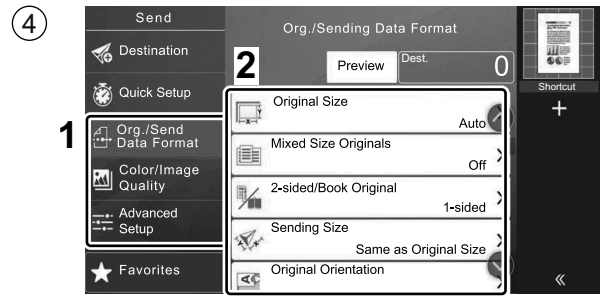 4
Send
Destination
Quick Setup
1
Org./Send
Data Format
Color/Image
Quality
Advanced
Setup
Favorites
Org./Sending Data Format
2
Preview
Dest.
0
Original Size
Auto
Mixed Size Originals
Off
2-sided/Book Original
1-sided
Sending Size
Same as Original Size
Original Orientation
Shortcut
+
«